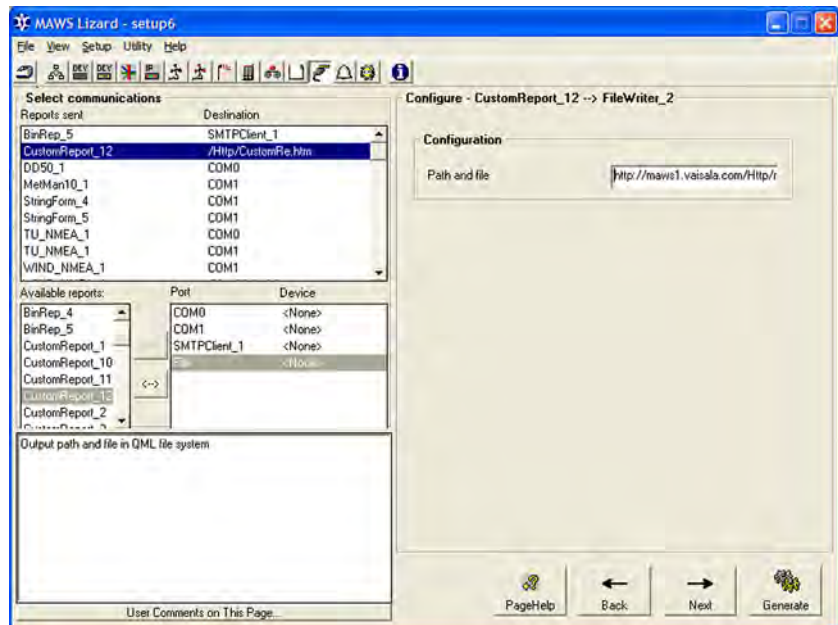 MAWS Lizard - setup6
File View Setup Utility Help
Select communications
Reports sent Destination
BinRep_5 SMTPClient_1
CustomReport_12 /Http/CustomRe.htm
DD50_1 COM0
MetMan10_1 COM1
StringForm_4 COM1
StringForm_5 COM1
TU_NMEA_1 COM0
TU_NMEA_1 COM1
WIND_NMEA_1 COM1
Available reports: Port Device
BinRep_4
BinRep_5
CustomReport_1
CustomReport_10
CustomReport_11
CustomReport_12
CustomReport_2
<-->
COM0 <None>
COM1 <None>
SMTPClient_1 <None>
File <None>
Output path and file in QML file system
User Comments on This Page...
Configure - CustomReport_12 --> FileWriter_2
Configuration
Path and file http://maws1.vaisala.com/Http/r
PageHelp Back Next Generate